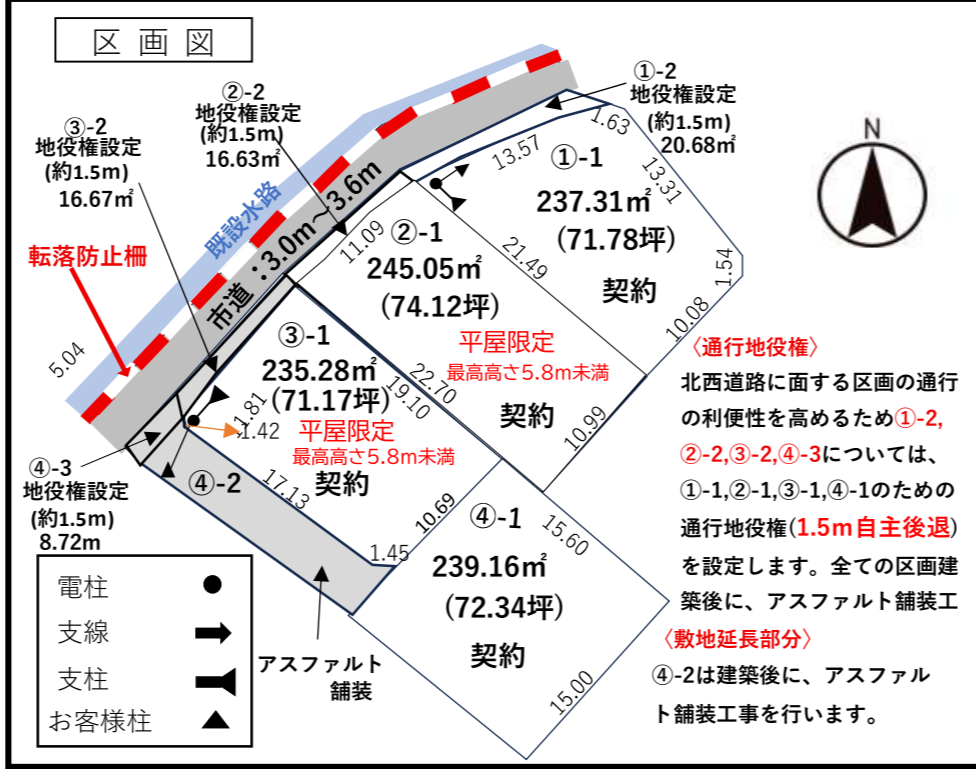 区画図
①-2
地役権設定
(約1.5m)
20.68㎡
②-2
地役権設定
(約1.5m)
16.63㎡
③-2
地役権設定
(約1.5m)
16.67㎡
既設水路
転落防止柵
市道：3.0m～3.6m
5.04
N
①-1
237.31㎡
(71.78坪)
契約
13.57
1.63
13.31
1.54
10.08
21.49
②-1
245.05㎡
(74.12坪)
平屋限定
最高高さ5.8m未満
契約
11.09
22.70
10.99
③-1
235.28㎡
(71.17坪)
平屋限定
最高高さ5.8m未満
契約
19.10
1.42
17.13
10.69
1.45
④-1
239.16㎡
(72.34坪)
契約
15.60
15.00
④-2
④-3
地役権設定
(約1.5m)
8.72m
アスファルト
舗装
電柱
支線
支柱
お客様柱
〈通行地役権〉
北西道路に面する区画の通行
の利便性を高めるため①-2,
②-2,③-2,④-3については、
①-1,②-1,③-1,④-1のための
通行地役権(1.5m自主後退)
を設定します。全ての区画建
築後に、アスファルト舗装工
〈敷地延長部分〉
④-2は建築後に、アスファル
ト舗装工事を行います。